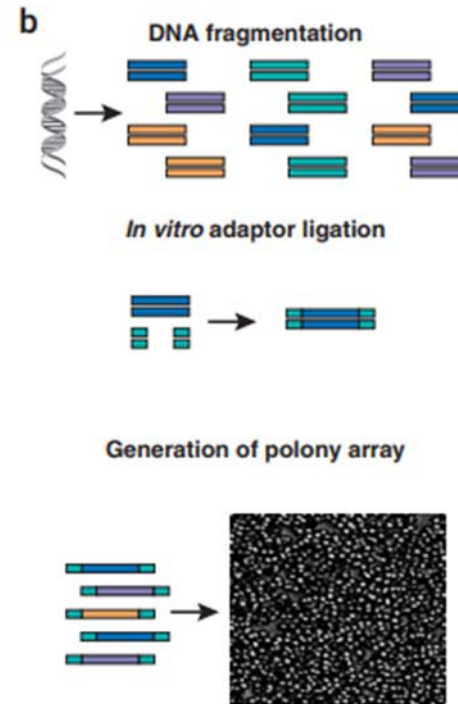 b
DNA fragmentation
In vitro adaptor ligation
Generation of polony array